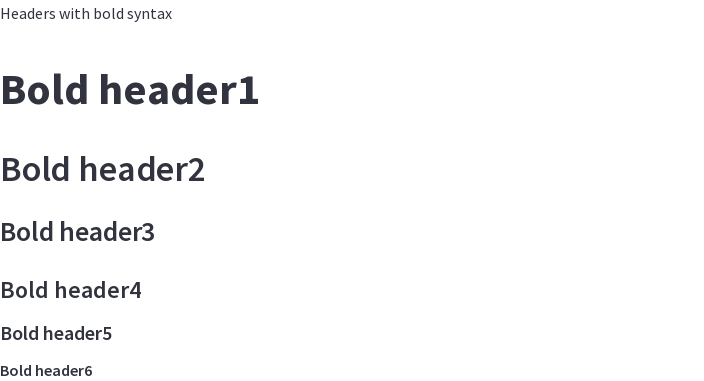 Headers with bold syntax
Bold header1
Bold header2
Bold header3
Bold header4
Bold header5
Bold header6